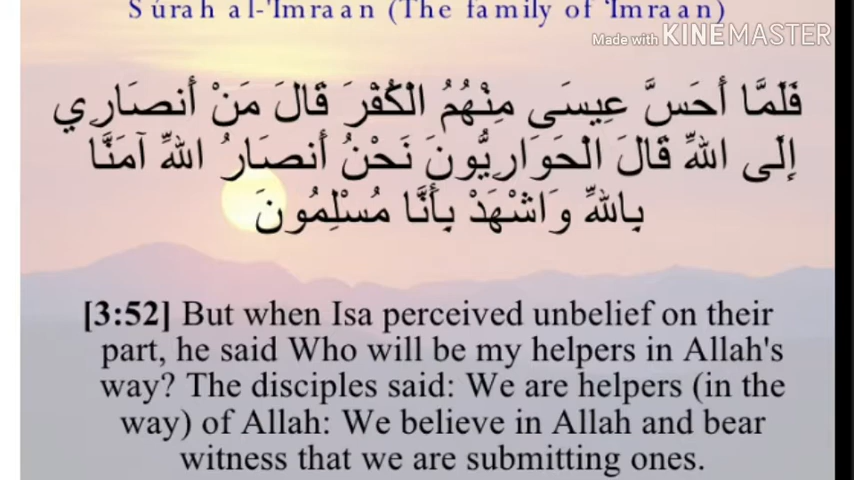 Súrah al-'Imraan (The family of 'Imraan)
Made with KINEMASTER
فَلَمَّا أَحَسَّ عِيسَى مِنْهُمُ الْكُفْرَ قَالَ مَنْ أَنصَارِي
إِلَى اللَّهِ قَالَ الْحَوَارِيُّونَ نَحْنُ أَنصَارُ اللَّهِ آمَنَّا
بِاللَّهِ وَاشْهَدْ بِأَنَّا مُسْلِمُونَ
[3:52] But when Isa perceived unbelief on their
part, he said Who will be my helpers in Allah's
way? The disciples said: We are helpers (in the
way) of Allah: We believe in Allah and bear
witness that we are submitting ones.